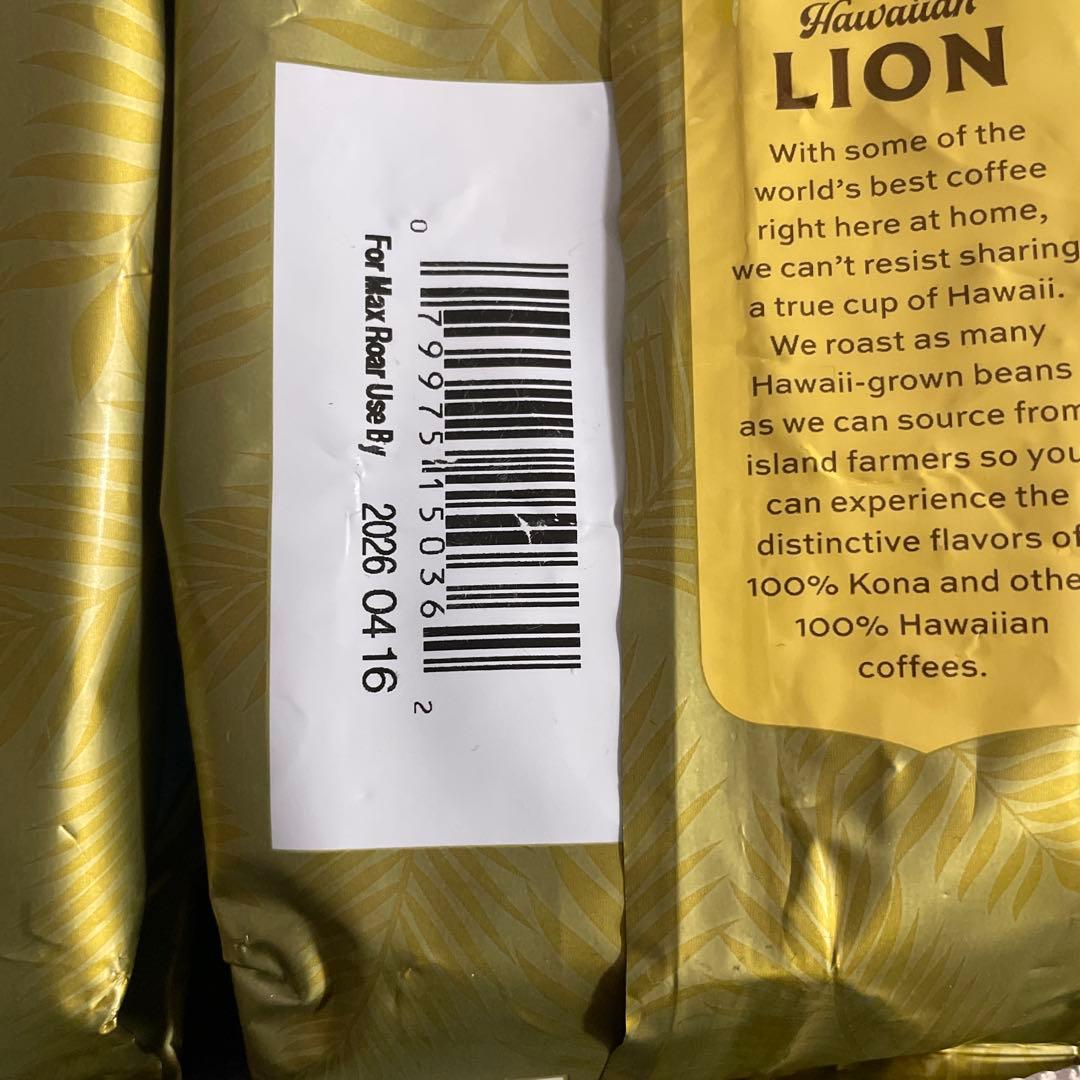 Hawaiian
LION
With some of the
world's best coffee
right here at home,
we can't resist sharing
a true cup of Hawaii.
We roast as many
Hawaii-grown beans
as we can source from
island farmers so you
can experience the
distinctive flavors of
100% Kona and othe
100% Hawaiian
coffees.
0 79975 15036 2
For Max Roar Use By 2026 04 16